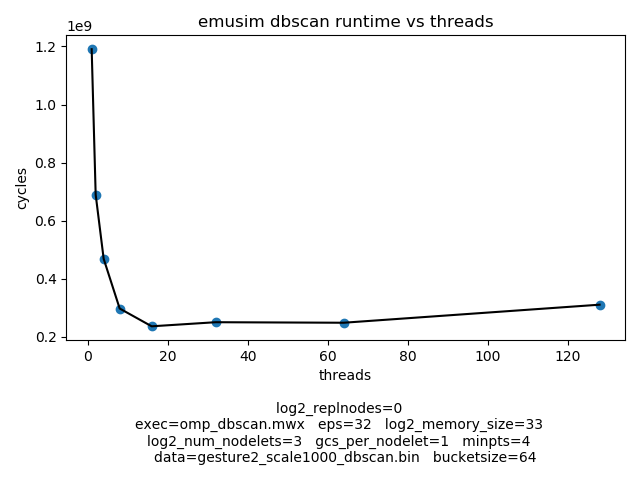 emusim dbscan runtime vs threads
1e9
1.2
1.0
0.8
0.6
0.4
0.2
cycles
0 20 40 60 80 100 120
threads
log2_replnodes=0
exec=omp_dbscan.mwx eps=32 log2_memory_size=33
log2_num_nodelets=3 gcs_per_nodelet=1 minpts=4
data=gesture2_scale1000_dbscan.bin bucketsize=64